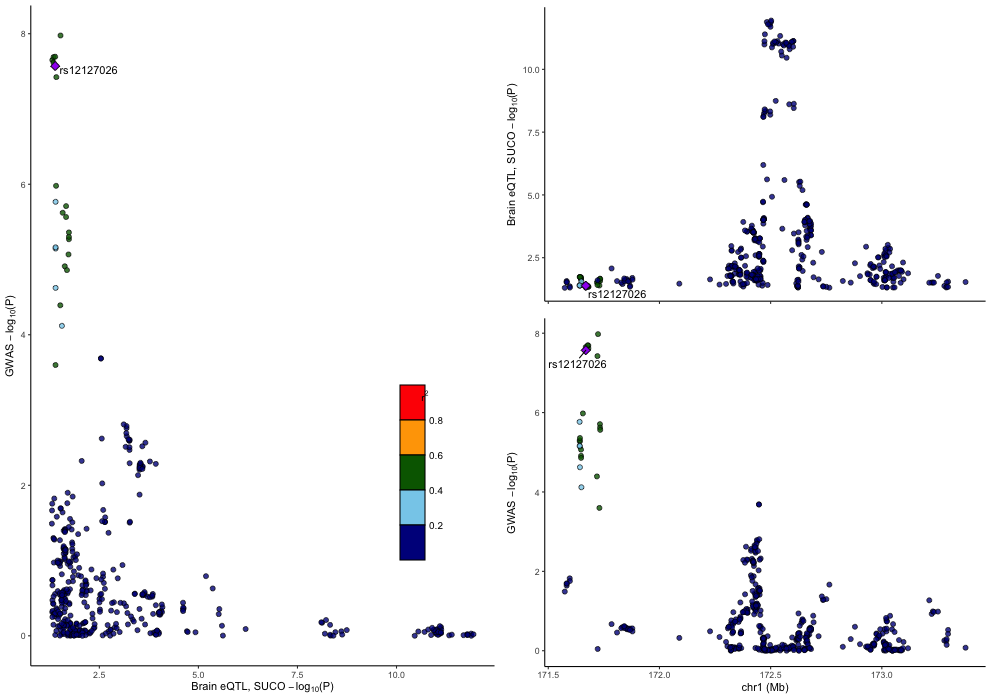 GWAS −log10(P)
8
6
4
2
0
rs12127026
r2
0.8
0.6
0.4
0.2
2.5 5.0 7.5 10.0
Brain eQTL, SUCO −log10(P)
Brain eQTL, SUCO −log10(P)
10.0
7.5
5.0
2.5
rs12127026
GWAS −log10(P)
8
6
4
2
0
rs12127026
171.5 172.0 172.5 173.0
chr1 (Mb)